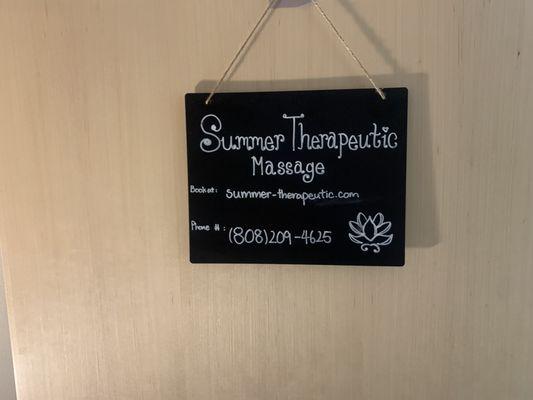 Summer Therapeutic
Massage
Book at: summer-therapeutic.com
Phone #: (808)209-4625